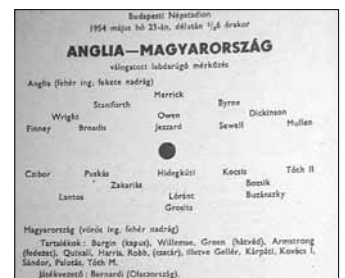 Budapesti Népstadion
1954 május hó 23-án, délután ½6 órakor
ANGLIA—MAGYARORSZÁG
válogatott labdarúgó mérkőzés
Anglia (fehér ing, fekete nadrág)
Merrick
Staniforth Byrne
Wright Owen Dickinson
Finney Broadis Jezzard Sewell Mullen
Czibor Puskás Hidegkúti Kocsis Tóth II
Zakariás Bozsik
Lantos Lóránt Buzánszky
Grosits
Magyarország (vörös ing, fehér nadrág)
Tartalékok: Burgin (kapus), Willemse, Green (hátvéd), Armstrong
(fedezet), Quixall, Harris, Robb, (csatár), illetve Gellér, Kárpáti, Kovács I,
Sándor, Palotás, Tóth M.
Játékvezető: Bernardi (Olaszország).